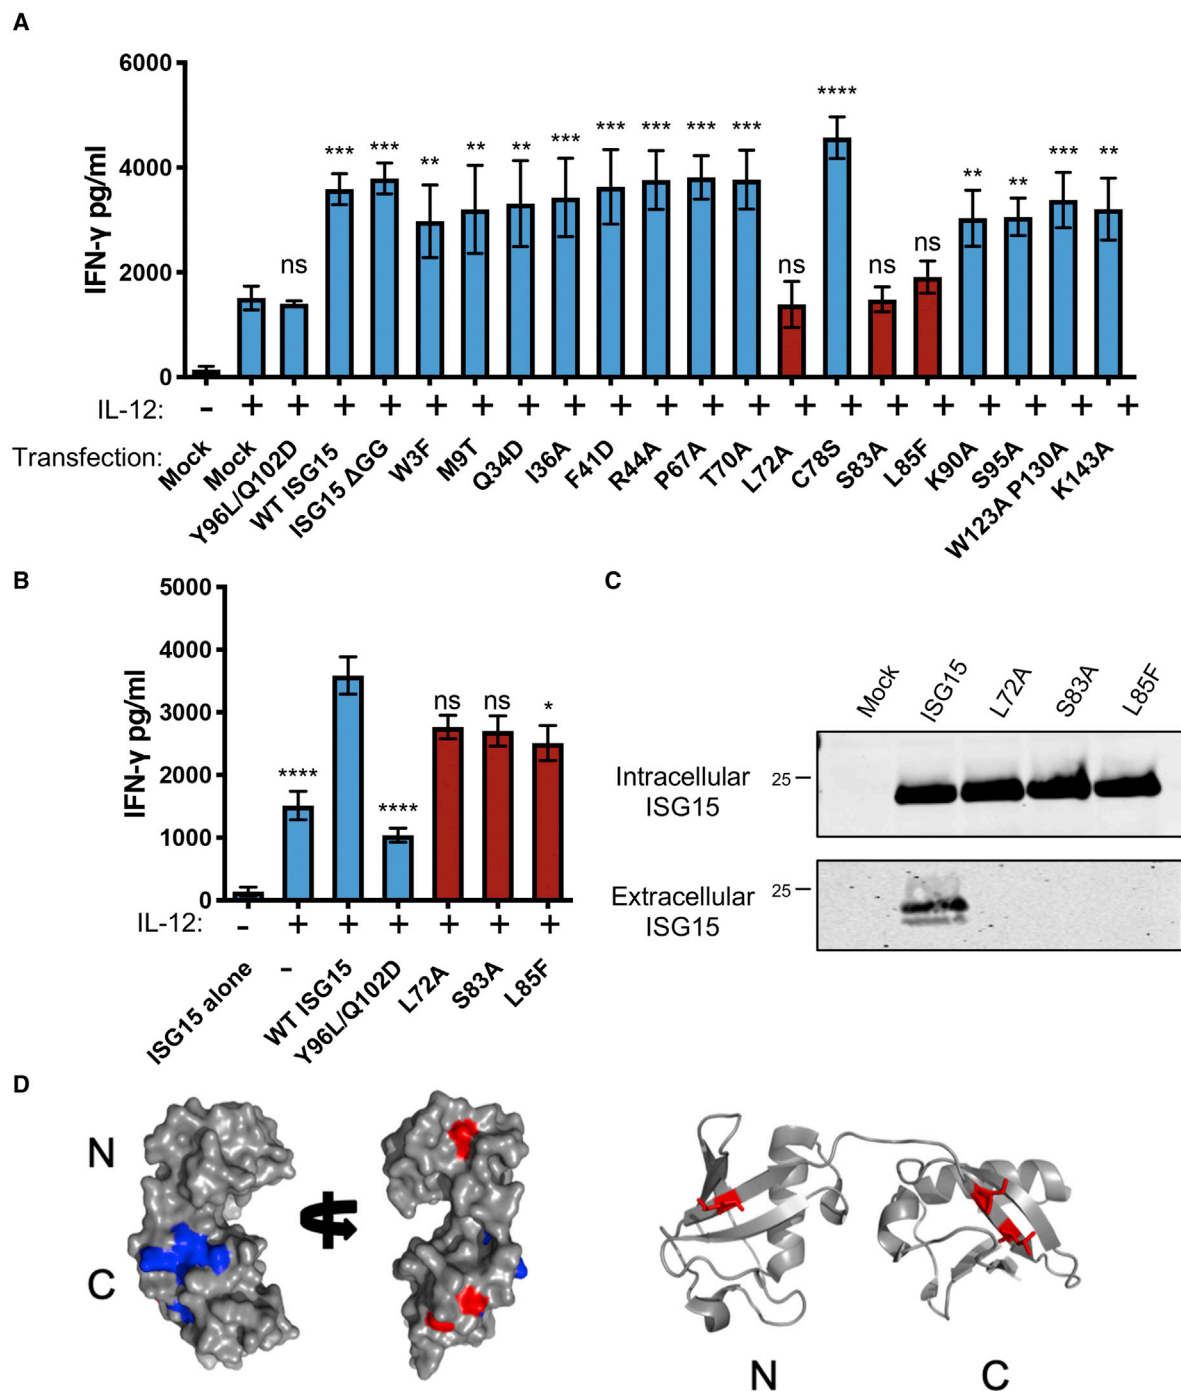 A
6000
4000
2000
0
IFN-γ pg/ml
ns
***
***
**
**
**
***
***
***
***
***
ns
****
ns
ns
**
**
***
**
IL-12: - + + + + + + + + + + + + + + + + + + + +
Transfection: Mock Mock Y96L/Q102D WT ISG15 ISG15 ΔGG W3F M9T Q34D I36A F41D R44A P67A T70A L72A C78S S83A L85F K90A S95A W123A P130A K143A
B
5000
4000
3000
2000
1000
0
IFN-γ pg/ml
****
****
ns
ns
*
IL-12: - + + + + + +
ISG15 alone - WT ISG15 Y96L/Q102D L72A S83A L85F
C
Mock ISG15 L72A S83A L85F
Intracellular
ISG15
25
Extracellular
ISG15
25
D
N
C
N C